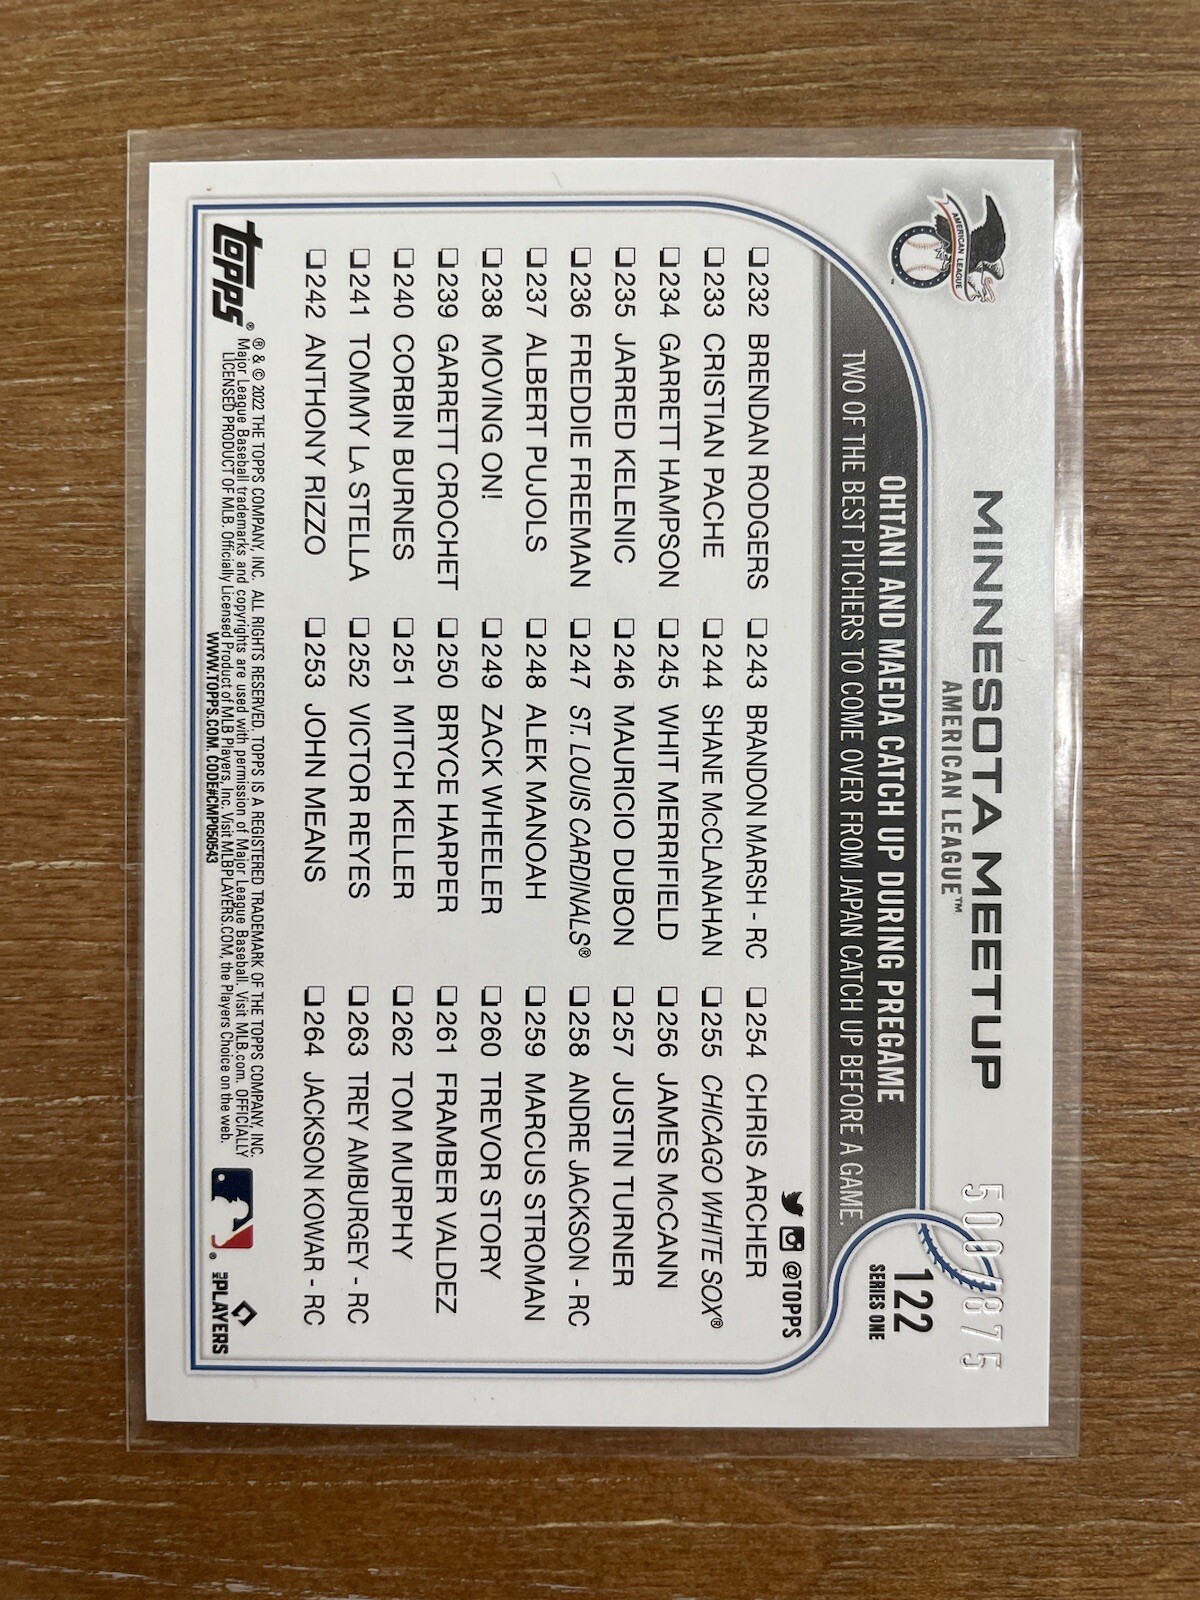 MINNESOTA MEETUP
AMERICAN LEAGUE™
500/875
AMERICAN LEAGUE
122
SERIES ONE
OHTANI AND MAEDA CATCH UP DURING PREGAME
TWO OF THE BEST PITCHERS TO COME OVER FROM JAPAN CATCH UP BEFORE A GAME.
@TOPPS
232 BRENDAN RODGERS
233 CRISTIAN PACHE
234 GARRETT HAMPSON
235 JARRED KELENIC
236 FREDDIE FREEMAN
237 ALBERT PUJOLS
238 MOVING ON!
239 GARRETT CROCHET
240 CORBIN BURNES
241 TOMMY LA STELLA
242 ANTHONY RIZZO
243 BRANDON MARSH - RC
244 SHANE McCLANAHAN
245 WHIT MERRIFIELD
246 MAURICIO DUBON
247 ST. LOUIS CARDINALS®
248 ALEK MANOAH
249 ZACK WHEELER
250 BRYCE HARPER
251 MITCH KELLER
252 VICTOR REYES
253 JOHN MEANS
254 CHRIS ARCHER
255 CHICAGO WHITE SOX®
256 JAMES McCANN
257 JUSTIN TURNER
258 ANDRE JACKSON - RC
259 MARCUS STROMAN
260 TREVOR STORY
261 FRAMBER VALDEZ
262 TOM MURPHY
263 TREY AMBURGEY - RC
264 JACKSON KOWAR - RC
TOPPS®
® & © 2022 THE TOPPS COMPANY, INC. ALL RIGHTS RESERVED. TOPPS IS A REGISTERED TRADEMARK OF THE TOPPS COMPANY, INC.
Major League Baseball trademarks and copyrights are used with permission of Major League Baseball. Visit MLB.com. OFFICIALLY
LICENSED PRODUCT OF MLB. Officially Licensed Product of MLB Players, Inc. Visit MLBPLAYERS.COM, the Players Choice on the web.
WWW.TOPPS.COM. CODE#CMP050543
MLB PLAYERS